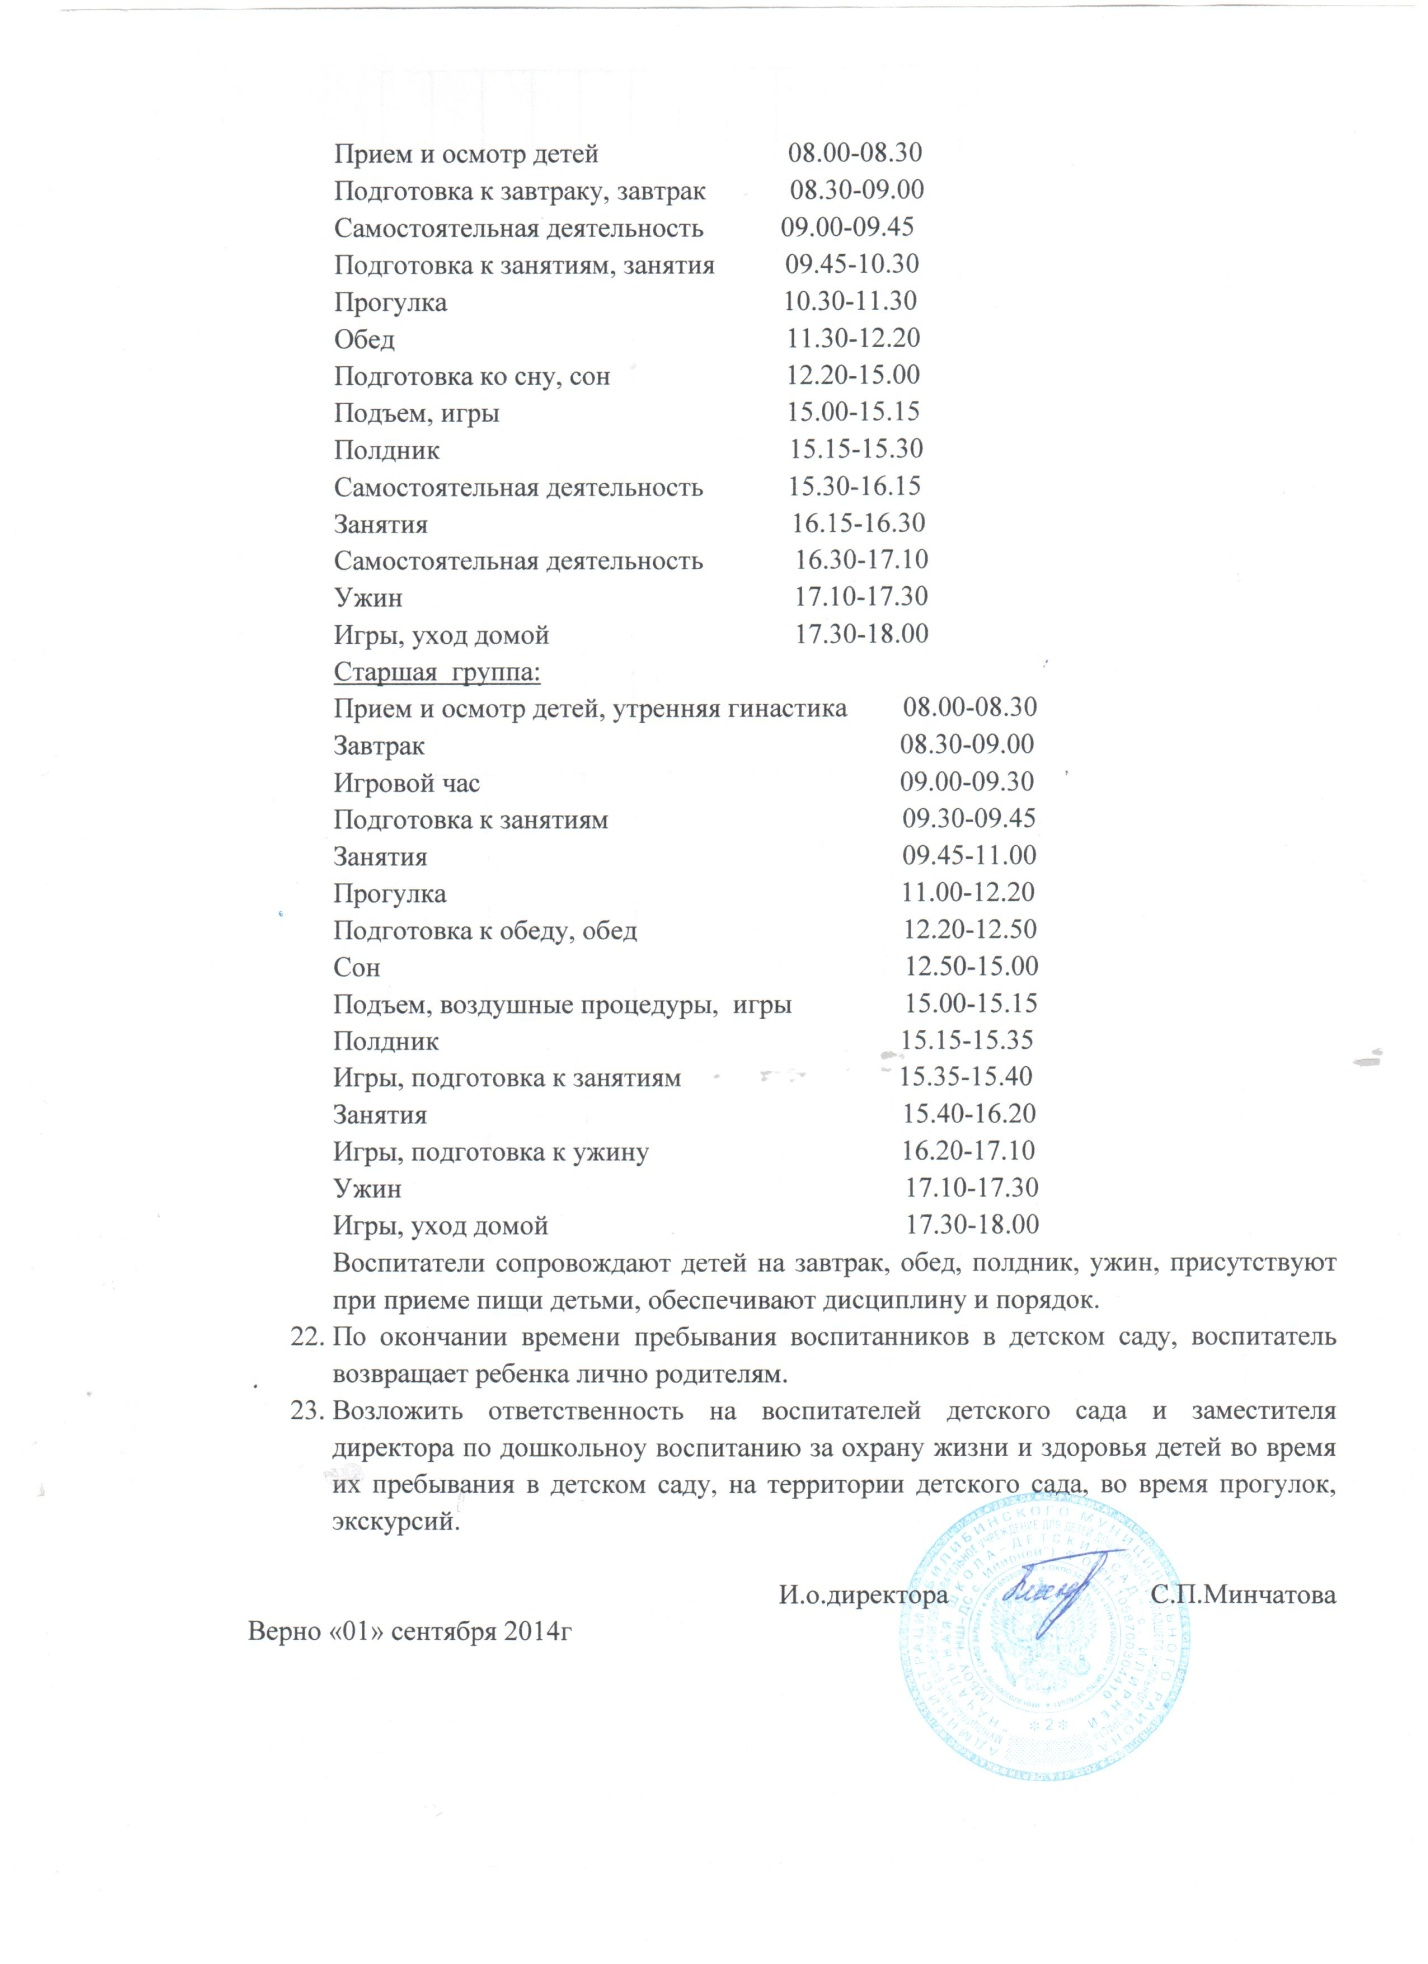 Прием и осмотр детей 08.00-08.30
Подготовка к завтраку, завтрак 08.30-09.00
Самостоятельная деятельность 09.00-09.45
Подготовка к занятиям, занятия 09.45-10.30
Прогулка 10.30-11.30
Обед 11.30-12.20
Подготовка ко сну, сон 12.20-15.00
Подъем, игры 15.00-15.15
Полдник 15.15-15.30
Самостоятельная деятельность 15.30-16.15
Занятия 16.15-16.30
Самостоятельная деятельность 16.30-17.10
Ужин 17.10-17.30
Игры, уход домой 17.30-18.00
Старшая группа:
Прием и осмотр детей, утренняя гинастика 08.00-08.30
Завтрак 08.30-09.00
Игровой час 09.00-09.30
Подготовка к занятиям 09.30-09.45
Занятия 09.45-11.00
Прогулка 11.00-12.20
Подготовка к обеду, обед 12.20-12.50
Сон 12.50-15.00
Подъем, воздушные процедуры, игры 15.00-15.15
Полдник 15.15-15.35
Игры, подготовка к занятиям 15.35-15.40
Занятия 15.40-16.20
Игры, подготовка к ужину 16.20-17.10
Ужин 17.10-17.30
Игры, уход домой 17.30-18.00
Воспитатели сопровождают детей на завтрак, обед, полдник, ужин, присутствуют
при приеме пищи детьми, обеспечивают дисциплину и порядок.
22. По окончании времени пребывания воспитанников в детском саду, воспитатель
возвращает ребенка лично родителям.
23. Возложить ответственность на воспитателей детского сада и заместителя
директора по дошкольноу воспитанию за охрану жизни и здоровья детей во время
их пребывания в детском саду, на территории детского сада, во время прогулок,
экскурсий.
И.о.директора С.П.Минчатова
Верно «01» сентября 2014г
АДМИНИСТРАЦИЯ БИЛИБИНСКОГО МУНИЦИПАЛЬНОГО РАЙОНА
"НАЧАЛЬНАЯ ШКОЛА-ДЕТСКИЙ САД С. ИЛИРНЕЙ
*2*